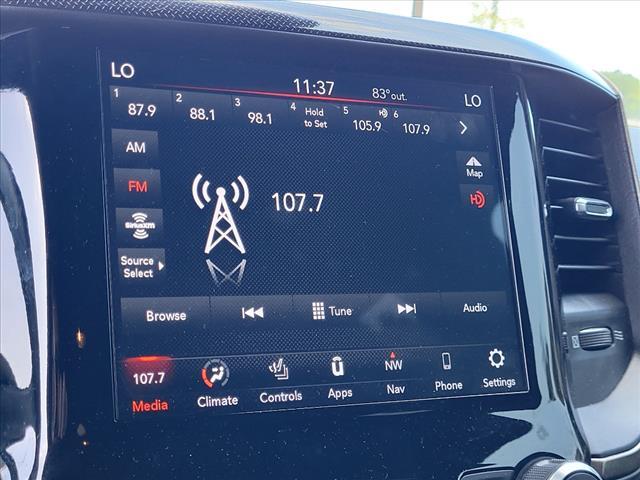 LO 11:37 83° out. LO
1 87.9 2 88.1 3 98.1 4 Hold to Set 5 105.9 6 107.9
AM
Map
FM
107.7
SiriusXM
Source
Select
Browse Tune Audio
107.7 NW
Media Climate Controls Apps Nav Phone Settings